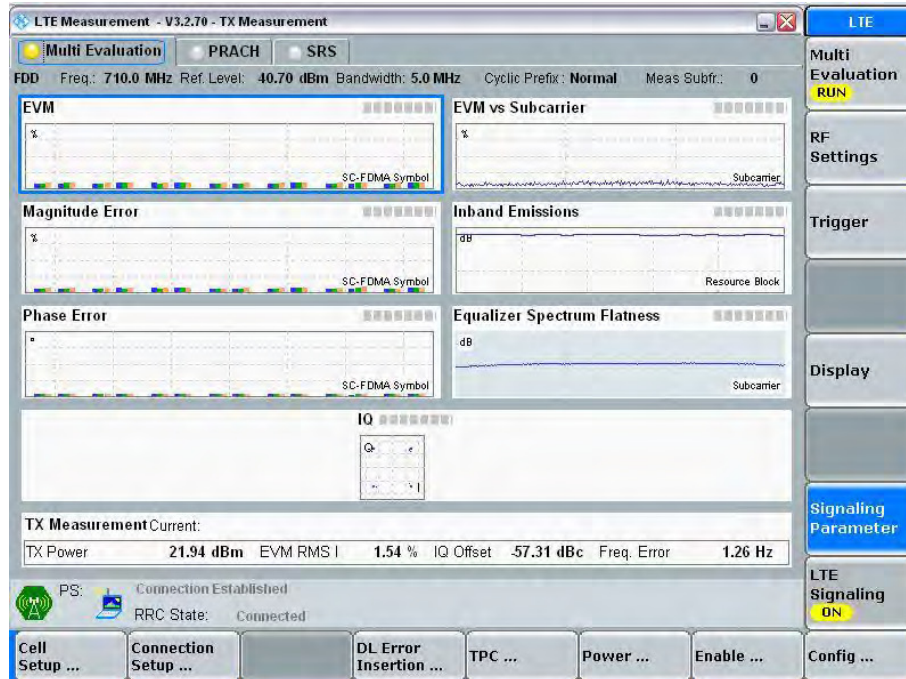 LTE Measurement - V3.2.70 - TX Measurement
LTE
Multi Evaluation PRACH SRS
Multi
Evaluation
RUN
FDD Freq.: 710.0 MHz Ref. Level: 40.70 dBm Bandwidth: 5.0 MHz Cyclic Prefix: Normal Meas Subfr.: 0
EVM
%
SC-FDMA Symbol
EVM vs Subcarrier
%
Subcarrier
RF
Settings
Magnitude Error
%
SC-FDMA Symbol
Inband Emissions
dB
Resource Block
Trigger
Phase Error
°
SC-FDMA Symbol
Equalizer Spectrum Flatness
dB
Subcarrier
Display
IQ
Q
I
Signaling
Parameter
TX Measurement Current:
TX Power 21.94 dBm EVM RMS l 1.54 % IQ Offset -57.31 dBc Freq. Error 1.26 Hz
LTE
Signaling
ON
PS: Connection Established
RRC State: Connected
Cell
Setup ...
Connection
Setup ...
DL Error
Insertion ...
TPC ...
Power ...
Enable ...
Config ...